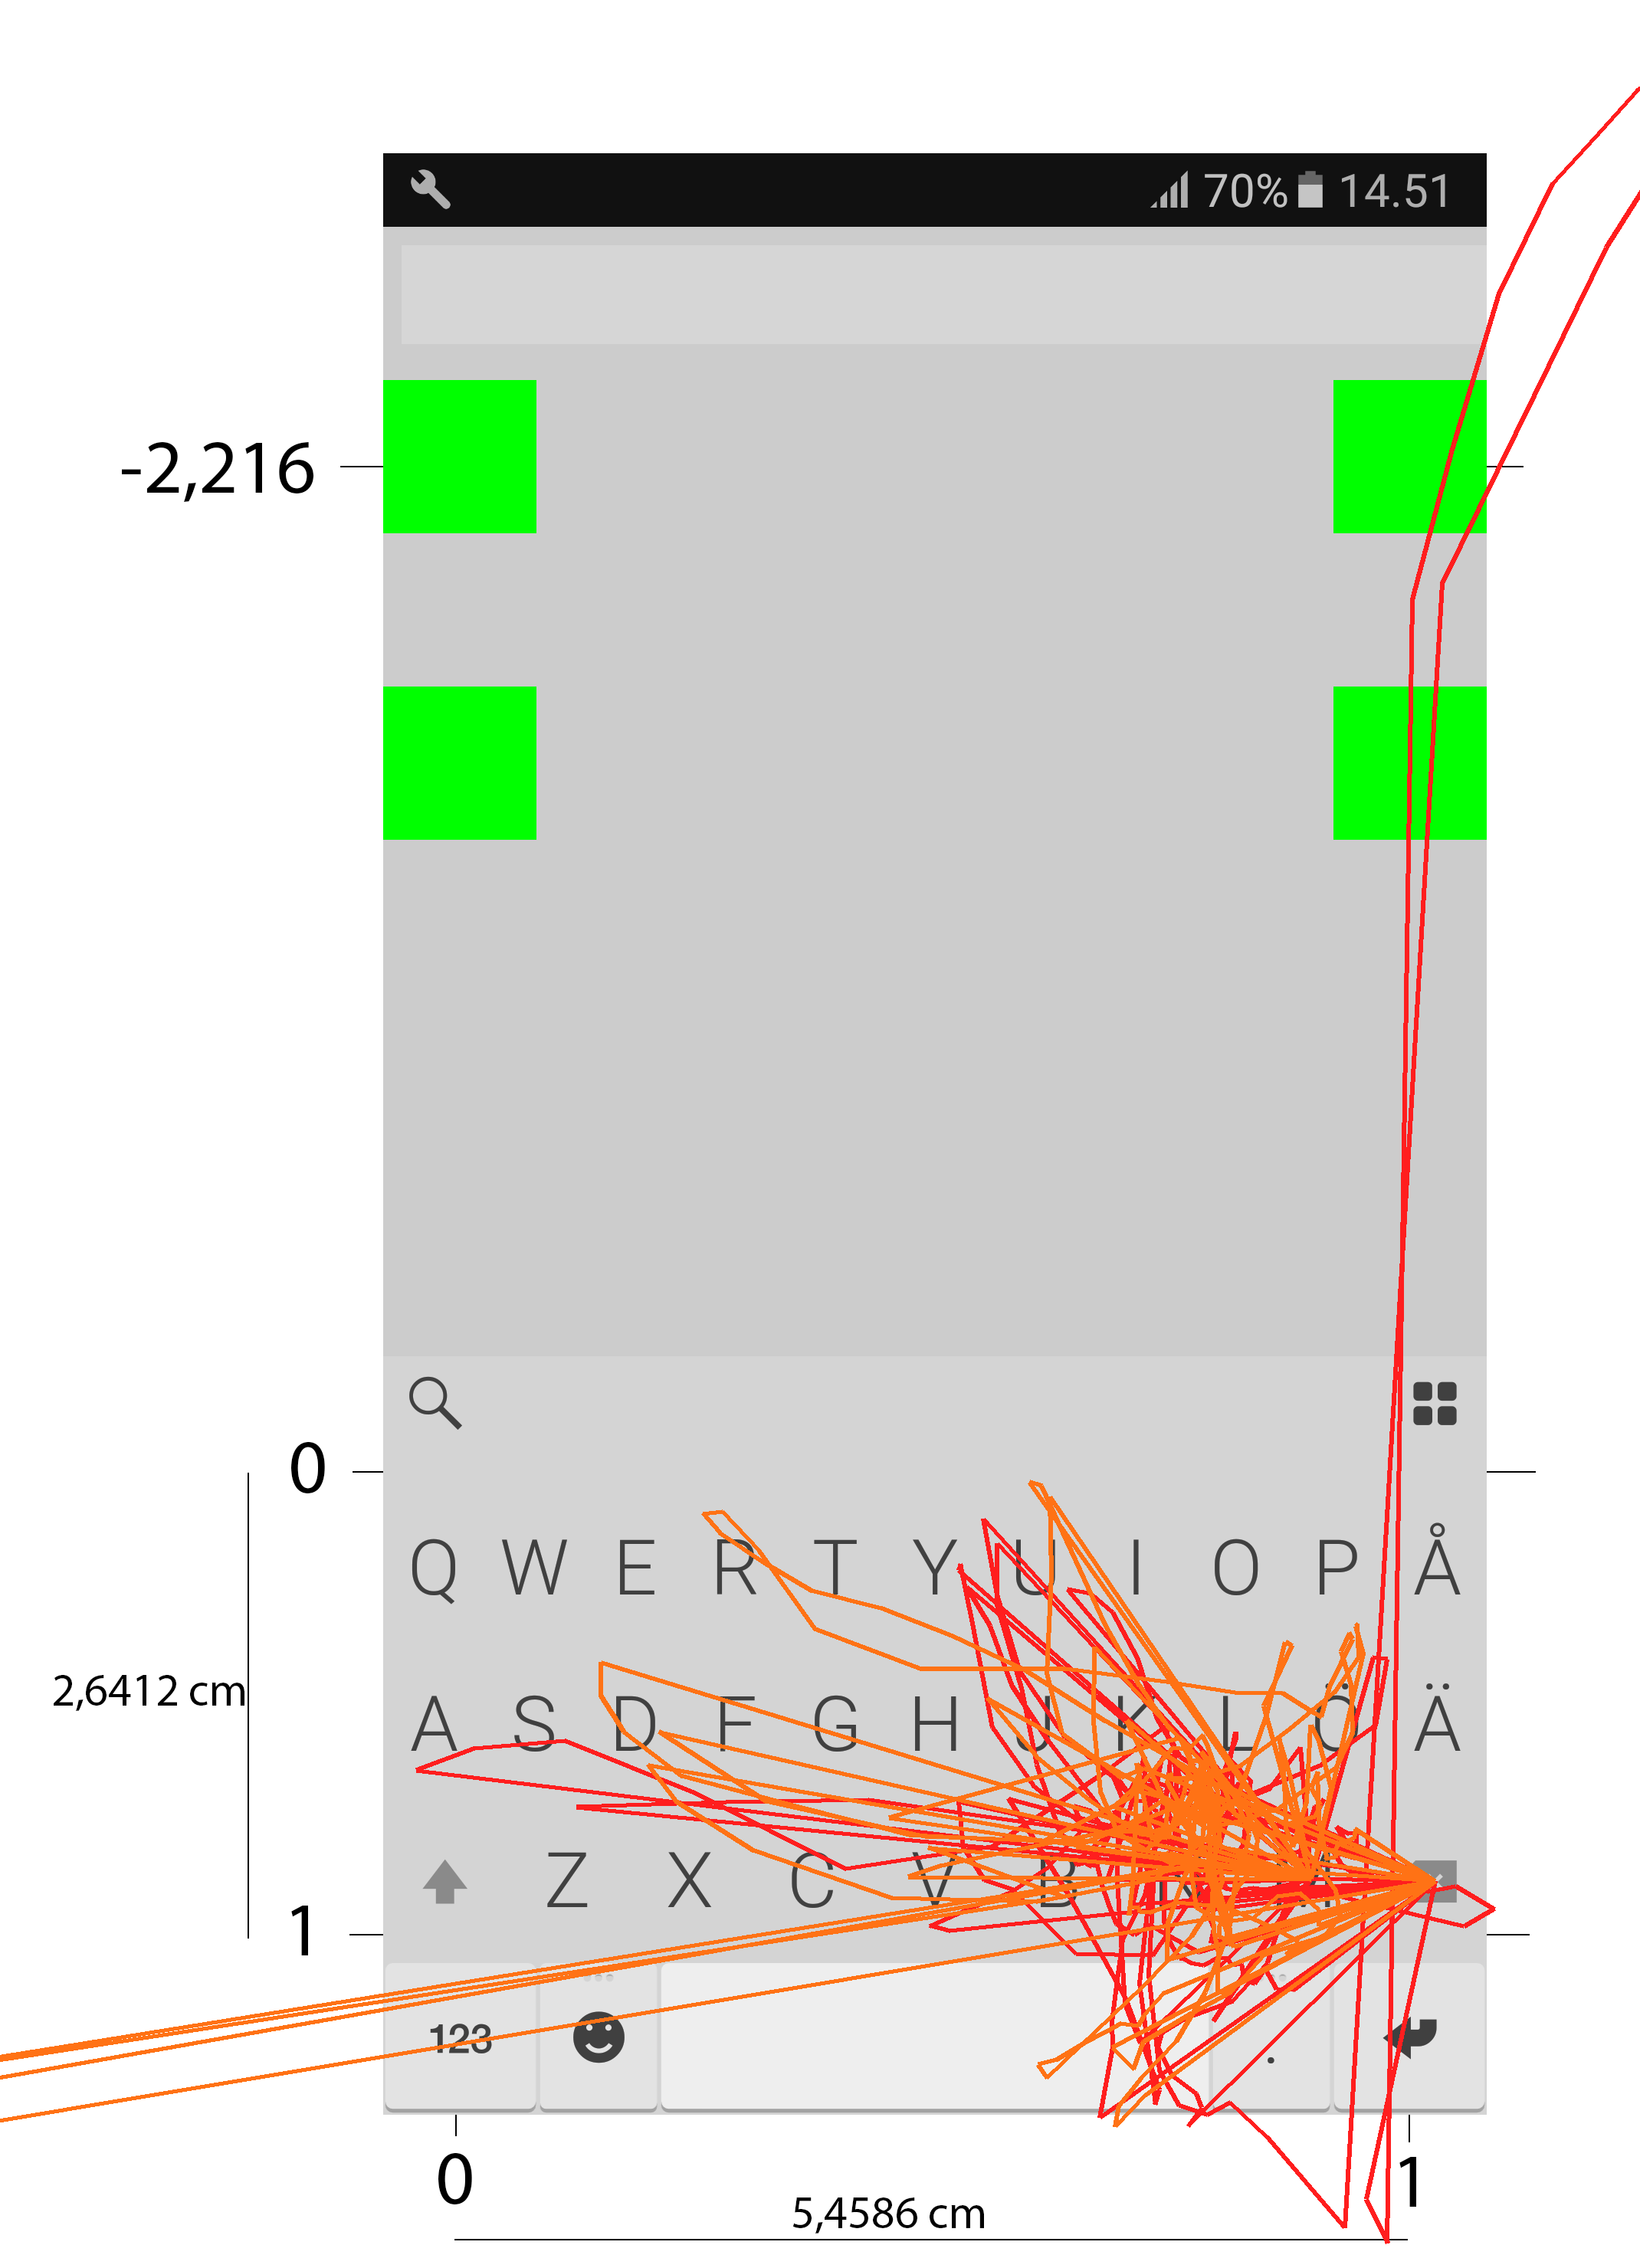 70% 14.51
-2,216
0
Q W E R T Y U I O P Å
2,6412 cm
A S D F G H J K L Ö Ä
Z X C V B N M
1
123
.
0 1
5,4586 cm